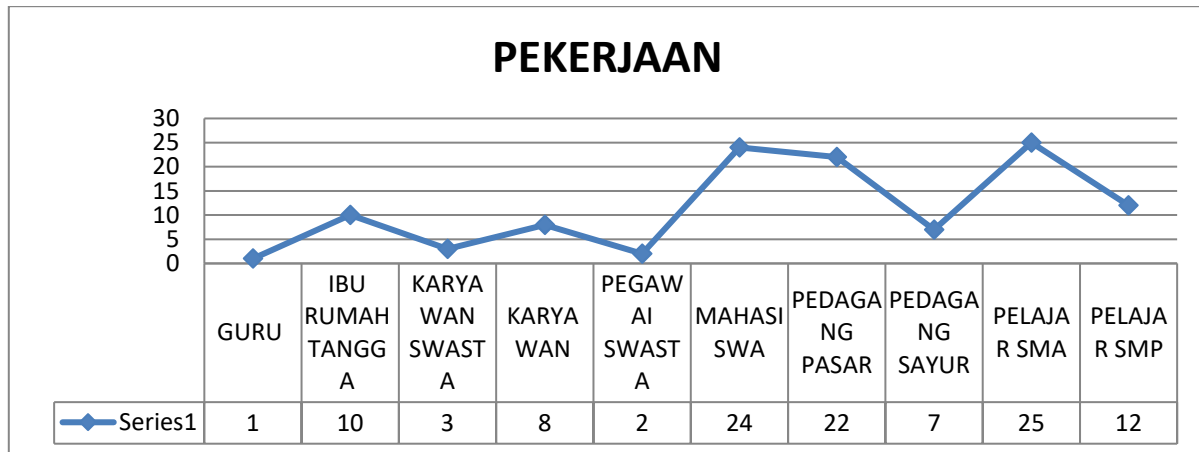 PEKERJAAN
30
25
20
15
10
5
0
GURU
IBU
RUMAH
TANGG
A
KARYA
WAN
SWAST
A
KARYA
WAN
PEGAW
AI
SWAST
A
MAHASI
SWA
PEDAGA
NG
PASAR
PEDAGA
NG
SAYUR
PELAJA
R SMA
PELAJA
R SMP
Series1 1 10 3 8 2 24 22 7 25 12